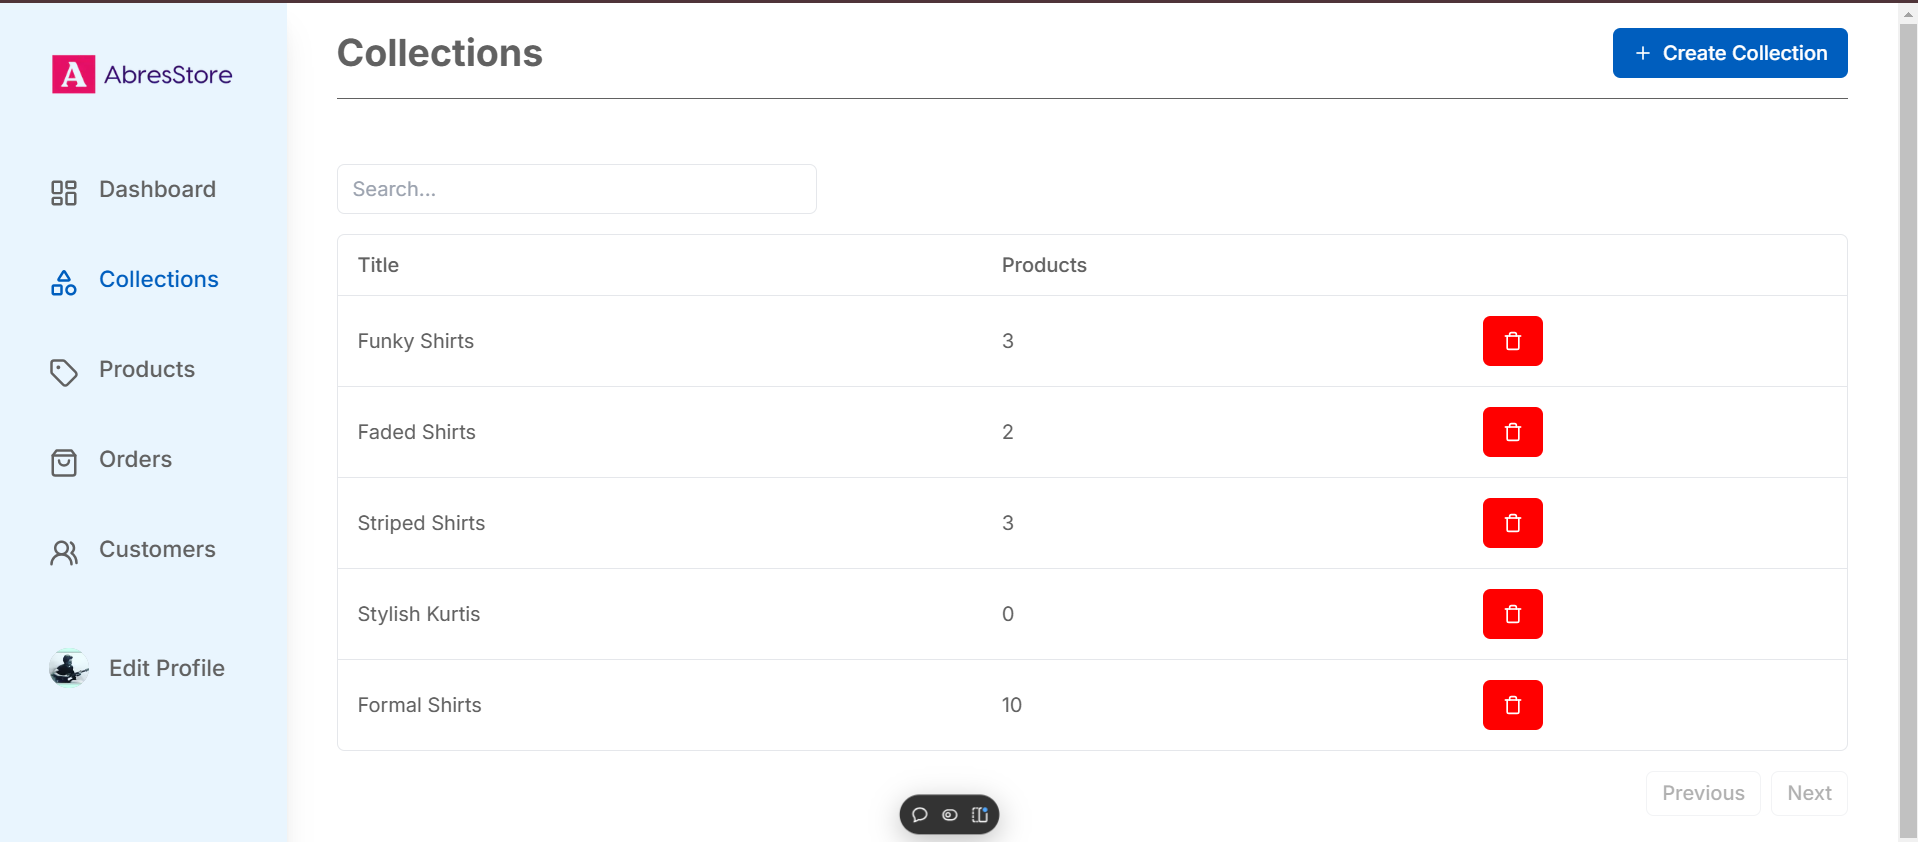 A AbresStore
Dashboard
Collections
Products
Orders
Customers
Edit Profile
Collections
+ Create Collection
Search...
Title Products
Funky Shirts 3
Faded Shirts 2
Striped Shirts 3
Stylish Kurtis 0
Formal Shirts 10
Previous Next